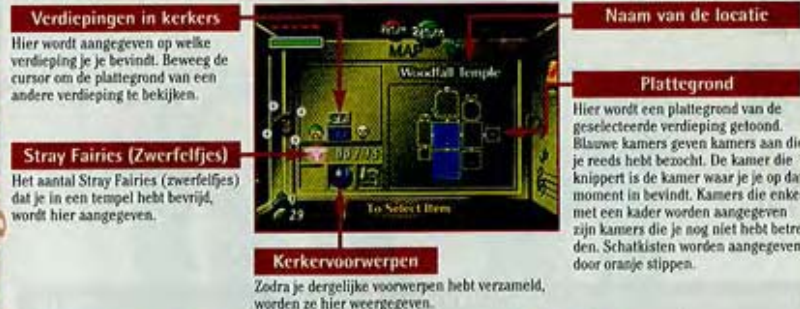 Verdiepingen in kerkers
Hier wordt aangegeven op welke
verdieping je je bevindt. Beweeg de
cursor om de plattegrond van een
andere verdieping te bekijken.
Stray Fairies (Zwerfelfjes)
Het aantal Stray Fairies (zwerfelfjes)
dat je in een tempel hebt bevrijd,
wordt hier aangegeven.
MAP
Woodfall Temple
29
To Select Item
Kerkervoorwerpen
Zodra je dergelijke voorwerpen hebt verzameld,
worden ze hier weergegeven.
Naam van de locatie
Plattegrond
Hier wordt een plattegrond van de
geselecteerde verdieping getoond.
Blauwe kamers geven kamers aan die
je reeds hebt bezocht. De kamer die
knippert is de kamer waar je je op dat
moment in bevindt. Kamers die enkel
met een kader worden aangegeven
zijn kamers die je nog niet hebt betre
den. Schatkisten worden aangegeven
door oranje stippen.